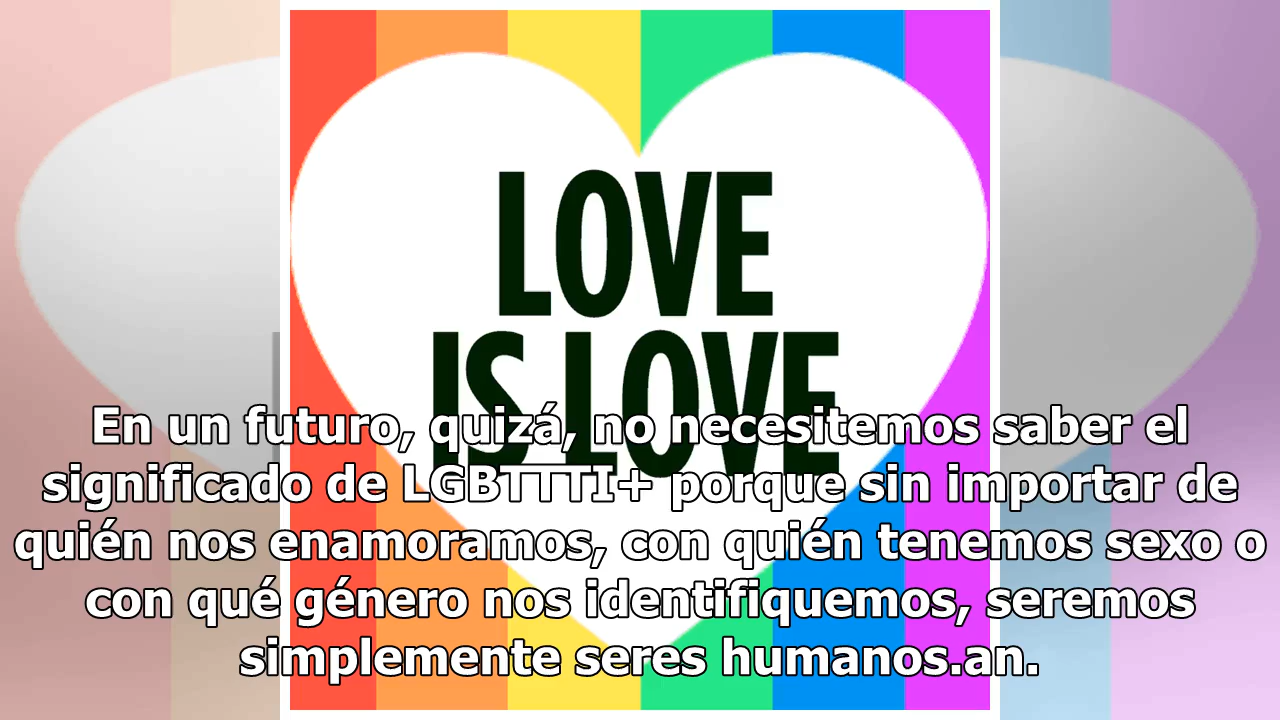 LOVE
IS LOVE
En un futuro, quizá, no necesitemos saber el
significado de LGBTTTI+ porque sin importar de
quién nos enamoramos, con quién tenemos sexo o
con qué género nos identifiquemos, seremos
simplemente seres humanos.an.